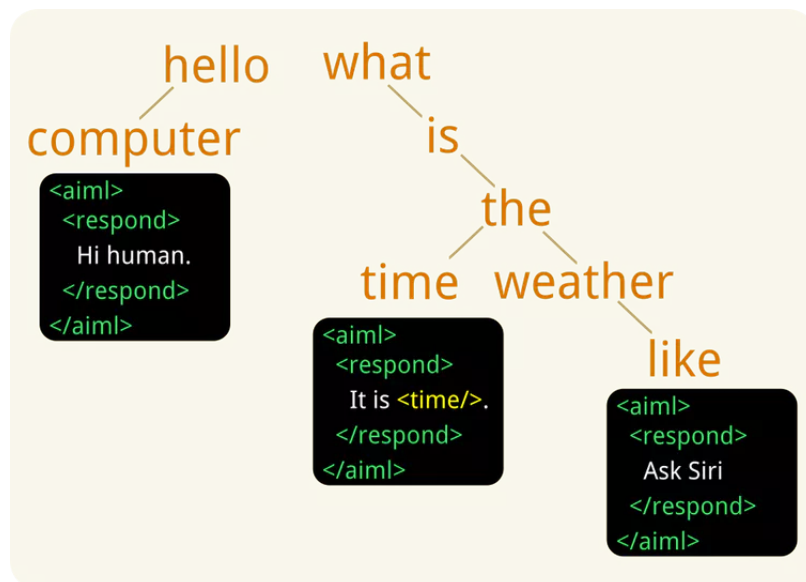 hello what
computer is
the
time weather
like
<aiml>
<respond>
Hi human.
</respond>
</aiml>
<aiml>
<respond>
It is <time/>.
</respond>
</aiml>
<aiml>
<respond>
Ask Siri
</respond>
</aiml>